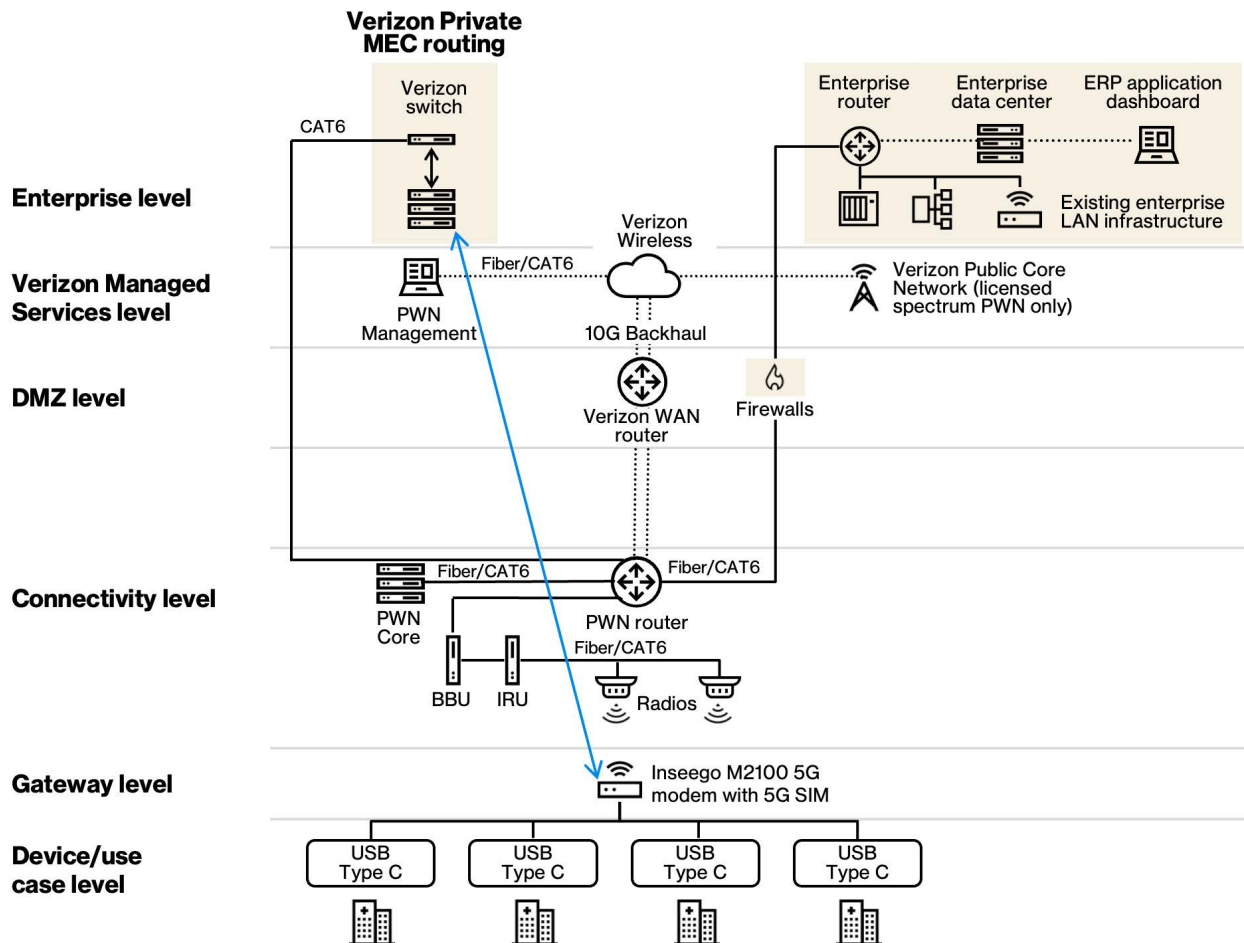 Verizon Private
MEC routing
Verizon
switch
CAT6
Enterprise
router
Enterprise
data center
ERP application
dashboard
Enterprise level
Existing enterprise
LAN infrastructure
Verizon
Wireless
Verizon Managed
Services level
Fiber/CAT6
PWN
Management
Verizon Public Core
Network (licensed
spectrum PWN only)
10G Backhaul
DMZ level
Verizon WAN
router
Firewalls
Connectivity level
Fiber/CAT6
Fiber/CAT6
PWN
Core
PWN router
Fiber/CAT6
BBU
IRU
Radios
Gateway level
Inseego M2100 5G
modem with 5G SIM
Device/use
case level
USB
Type C
USB
Type C
USB
Type C
USB
Type C